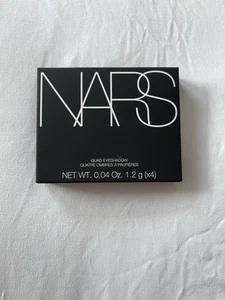 NARS
QUAD EYESHADOW
QUATRE OMBRES À PAUPIÈRES
NET WT. 0.04 Oz. 1.2 g (x4)